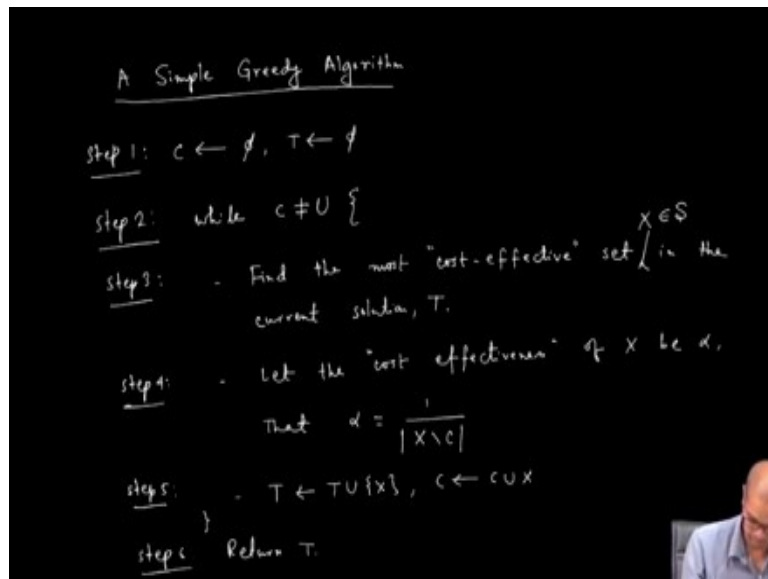 A Simple Greedy Algorithm
Step 1: C ← ∅, T ← ∅
Step 2: while C ≠ U {
X ∈ S
Step 3: - Find the most "cost-effective" set in the
current solution, T.
Step 4: - Let the "cost effectiveness" of X be α.
That α = 1 / |X\C|
Step 5: - T ← T ∪ {X}, C ← C ∪ X
}
Step 6 Return T.